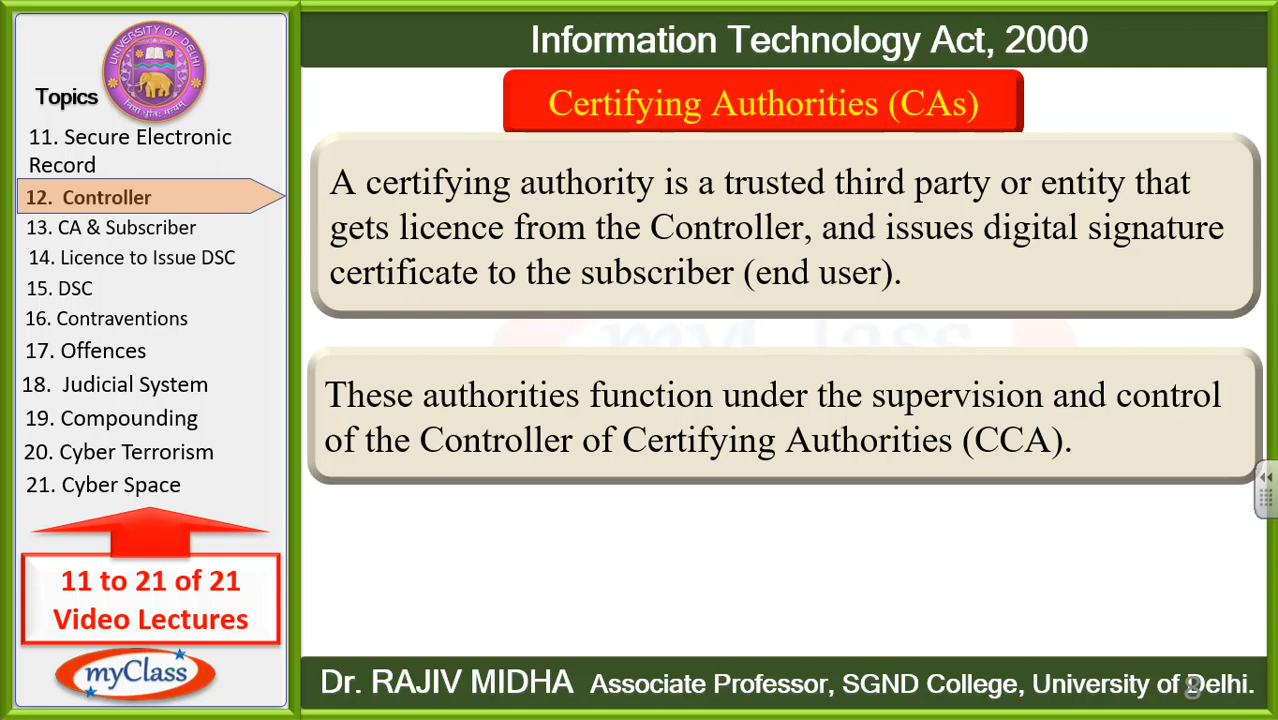 Information Technology Act, 2000
UNIVERSITY OF DELHI
Topics
11. Secure Electronic
Record
12. Controller
13. CA & Subscriber
14. Licence to Issue DSC
15. DSC
16. Contraventions
17. Offences
18. Judicial System
19. Compounding
20. Cyber Terrorism
21. Cyber Space
11 to 21 of 21
Video Lectures
myClass
Certifying Authorities (CAs)
A certifying authority is a trusted third party or entity that
gets licence from the Controller, and issues digital signature
certificate to the subscriber (end user).
myClass
These authorities function under the supervision and control
of the Controller of Certifying Authorities (CCA).
Dr. RAJIV MIDHA Associate Professor, SGND College, University of Delhi.
8